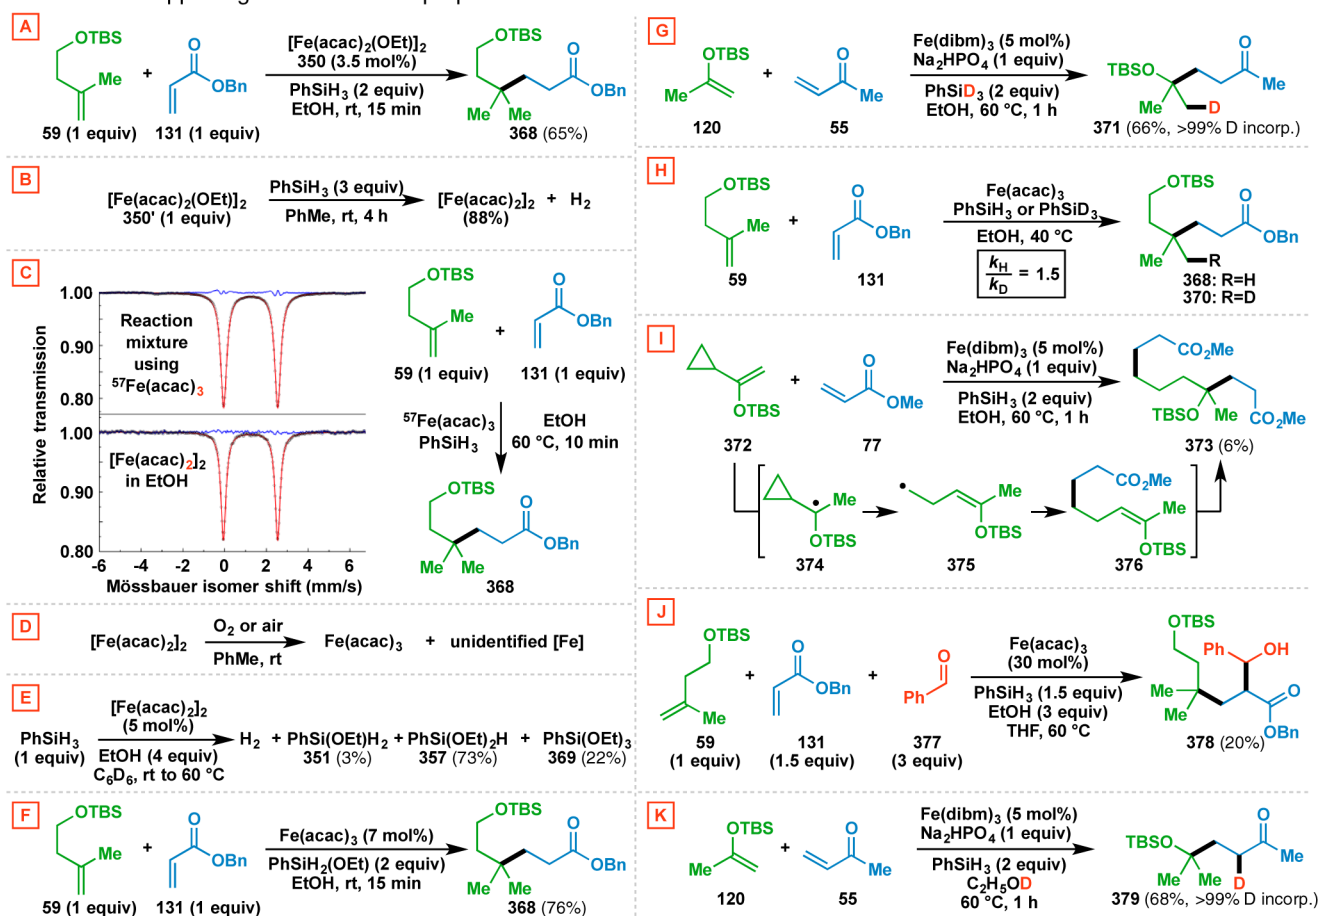 A
OTBS
Me
59 (1 equiv)
+
O
OBn
131 (1 equiv)
[Fe(acac)2(OEt)]2
350 (3.5 mol%)
PhSiH3 (2 equiv)
EtOH, rt, 15 min
OTBS
O
OBn
Me Me
368 (65%)
B
[Fe(acac)2(OEt)]2
350' (1 equiv)
PhSiH3 (3 equiv)
PhMe, rt, 4 h
[Fe(acac)2]2 + H2
(88%)
C
Relative transmission
1.00
0.90
0.80
1.00
0.90
0.80
Reaction
mixture
using
57Fe(acac)3
[Fe(acac)2]2
in EtOH
-6 -4 -2 0 2 4 6
Mössbauer isomer shift (mm/s)
OTBS
Me
59 (1 equiv)
+
O
OBn
131 (1 equiv)
57Fe(acac)3
PhSiH3
EtOH
60 °C, 10 min
OTBS
O
OBn
Me Me
368
D
[Fe(acac)2]2
O2 or air
PhMe, rt
Fe(acac)3 + unidentified [Fe]
E
PhSiH3
(1 equiv)
[Fe(acac)2]2
(5 mol%)
EtOH (4 equiv)
C6D6, rt to 60 °C
H2 + PhSi(OEt)H2 + PhSi(OEt)2H + PhSi(OEt)3
351 (3%) 357 (73%) 369 (22%)
F
OTBS
Me
59 (1 equiv)
+
O
OBn
131 (1 equiv)
Fe(acac)3 (7 mol%)
PhSiH2(OEt) (2 equiv)
EtOH, rt, 15 min
OTBS
O
OBn
Me Me
368 (76%)
G
OTBS
Me
120
+
O
Me
55
Fe(dibm)3 (5 mol%)
Na2HPO4 (1 equiv)
PhSiD3 (2 equiv)
EtOH, 60 °C, 1 h
TBSO
O
Me
Me
D
371 (66%, >99% D incorp.)
H
OTBS
Me
59
+
O
OBn
131
Fe(acac)3
PhSiH3 or PhSiD3
EtOH, 40 °C
kH
kD
= 1.5
OTBS
O
OBn
Me
R
368: R=H
370: R=D
I
OTBS
372
+
O
OMe
77
Fe(dibm)3 (5 mol%)
Na2HPO4 (1 equiv)
PhSiH3 (2 equiv)
EtOH, 60 °C, 1 h
CO2Me
TBSO Me
CO2Me
373 (6%)
Me
OTBS
374
Me
OTBS
375
CO2Me
Me
OTBS
376
J
OTBS
Me
59
(1 equiv)
+
O
OBn
131
(1.5 equiv)
+
O
Ph
377
(3 equiv)
Fe(acac)3
(30 mol%)
PhSiH3 (1.5 equiv)
EtOH (3 equiv)
THF, 60 °C
OTBS
Ph OH
Me
Me
O
OBn
378 (20%)
K
OTBS
Me
120
+
O
Me
55
Fe(dibm)3 (5 mol%)
Na2HPO4 (1 equiv)
PhSiH3 (2 equiv)
C2H5OD
60 °C, 1 h
TBSO
O
Me
Me Me
D
379 (68%, >99% D incorp.)